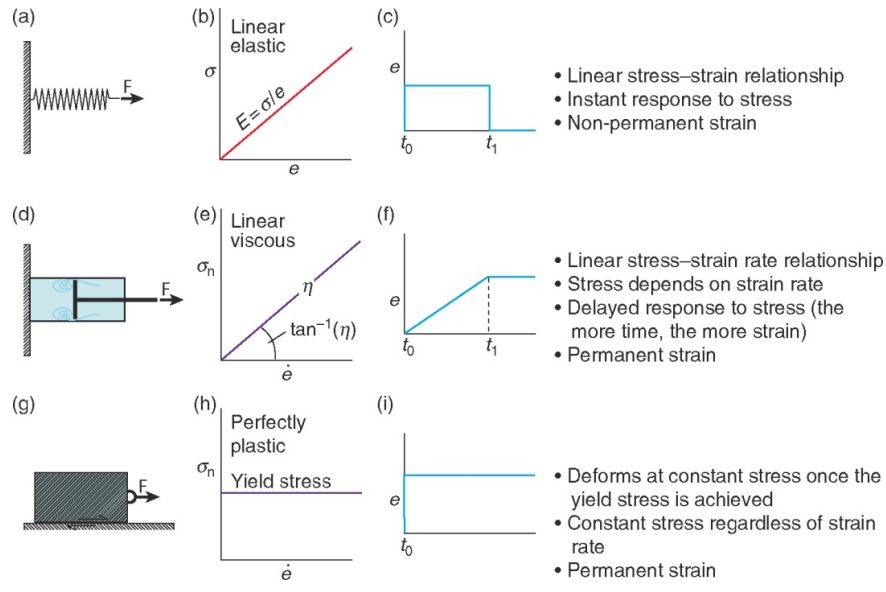 (a)
F
(b)
Linear
elastic
σ
E = σ/e
e
(c)
e
t0
t1
• Linear stress–strain relationship
• Instant response to stress
• Non-permanent strain
(d)
F
(e)
Linear
viscous
σn
η
tan−1(η)
ė
(f)
e
t0
t1
• Linear stress–strain rate relationship
• Stress depends on strain rate
• Delayed response to stress (the
more time, the more strain)
• Permanent strain
(g)
F
(h)
Perfectly
plastic
σn
Yield stress
ė
(i)
e
t0
• Deforms at constant stress once the
yield stress is achieved
• Constant stress regardless of strain
rate
• Permanent strain